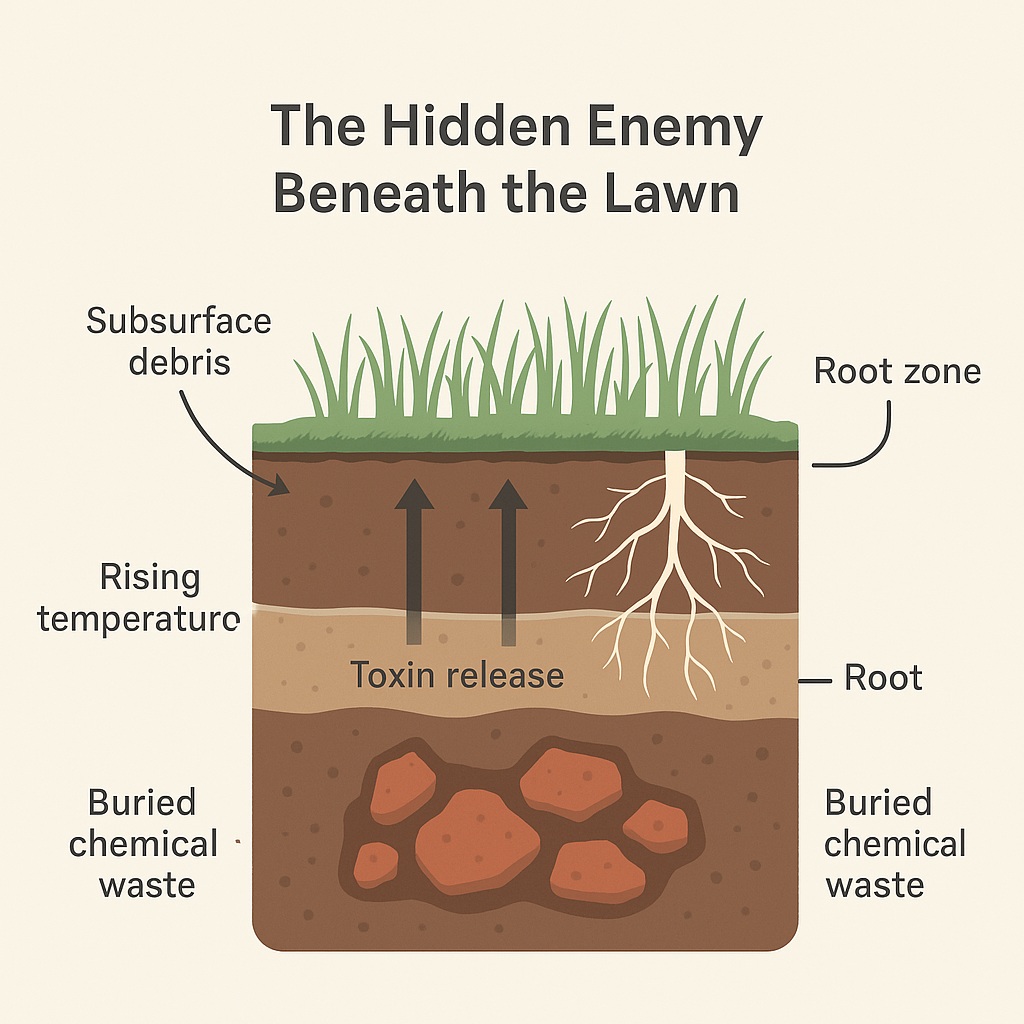 The Hidden Enemy
Beneath the Lawn
Subsurface
debris
Root zone
Rising
temperaturo
Toxin release
Root
Buried
chemical
waste
Buried
chemical
waste